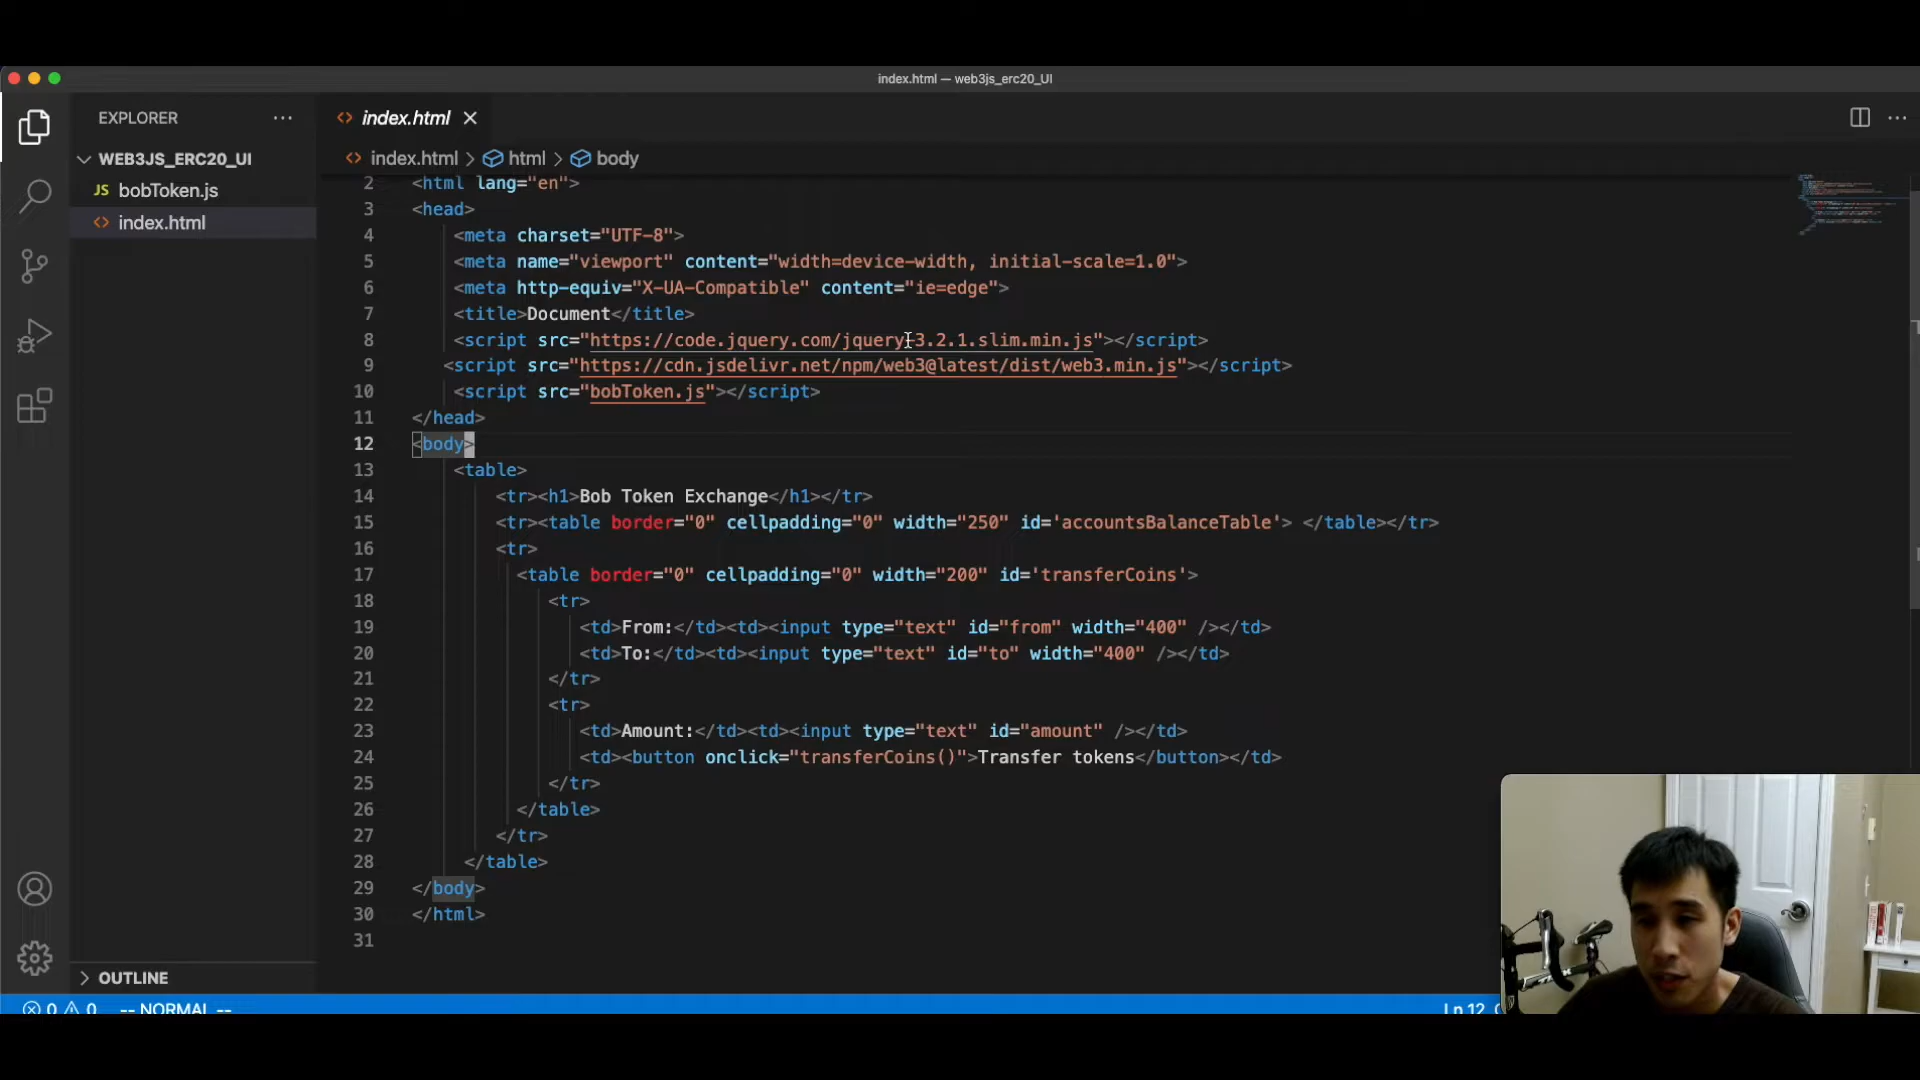 index.html — web3js_erc20_UI
EXPLORER
index.html
WEB3JS_ERC20_UI
index.html > html > body
JS bobToken.js
index.html
2 <html lang="en">
3 <head>
4 <meta charset="UTF-8">
5 <meta name="viewport" content="width=device-width, initial-scale=1.0">
6 <meta http-equiv="X-UA-Compatible" content="ie=edge">
7 <title>Document</title>
8 <script src="https://code.jquery.com/jquery-3.2.1.slim.min.js"></script>
9 <script src="https://cdn.jsdelivr.net/npm/web3@latest/dist/web3.min.js"></script>
10 <script src="bobToken.js"></script>
11 </head>
12 <body>
13 <table>
14 <tr><h1>Bob Token Exchange</h1></tr>
15 <tr><table border="0" cellpadding="0" width="250" id='accountsBalanceTable'> </table></tr>
16 <tr>
17 <table border="0" cellpadding="0" width="200" id='transferCoins'>
18 <tr>
19 <td>From:</td><td><input type="text" id="from" width="400" /></td>
20 <td>To:</td><td><input type="text" id="to" width="400" /></td>
21 </tr>
22 <tr>
23 <td>Amount:</td><td><input type="text" id="amount" /></td>
24 <td><button onclick="transferCoins()">Transfer tokens</button></td>
25 </tr>
26 </table>
27 </tr>
28 </table>
29 </body>
30 </html>
31
OUTLINE
0 0 -- NORMAL --
Ln 12,